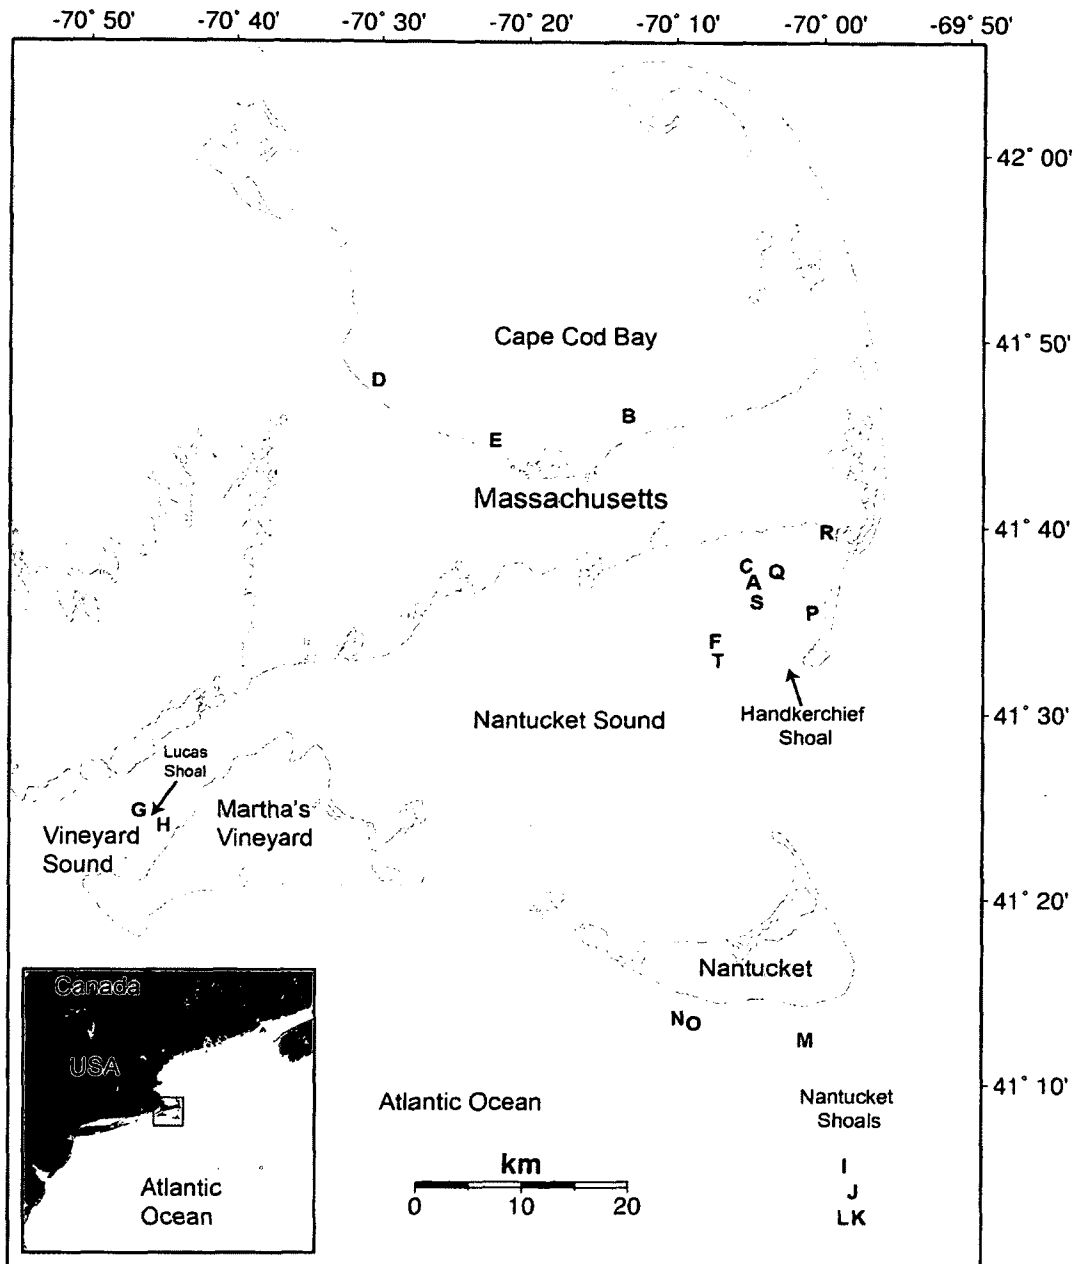 -70° 50' -70° 40' -70° 30' -70° 20' -70° 10' -70° 00' -69° 50'
42° 00'
Cape Cod Bay
41° 50'
D
B
E
Massachusetts
41° 40'
R
C
Q
A
S
P
F
T
Handkerchief
Shoal
Nantucket Sound
41° 30'
Lucas
Shoal
G
H
Martha's
Vineyard
Vineyard
Sound
41° 20'
Nantucket
N
O
M
41° 10'
Atlantic Ocean
Nantucket
Shoals
I
J
L
K
km
0 10 20
Canada
USA
Atlantic
Ocean